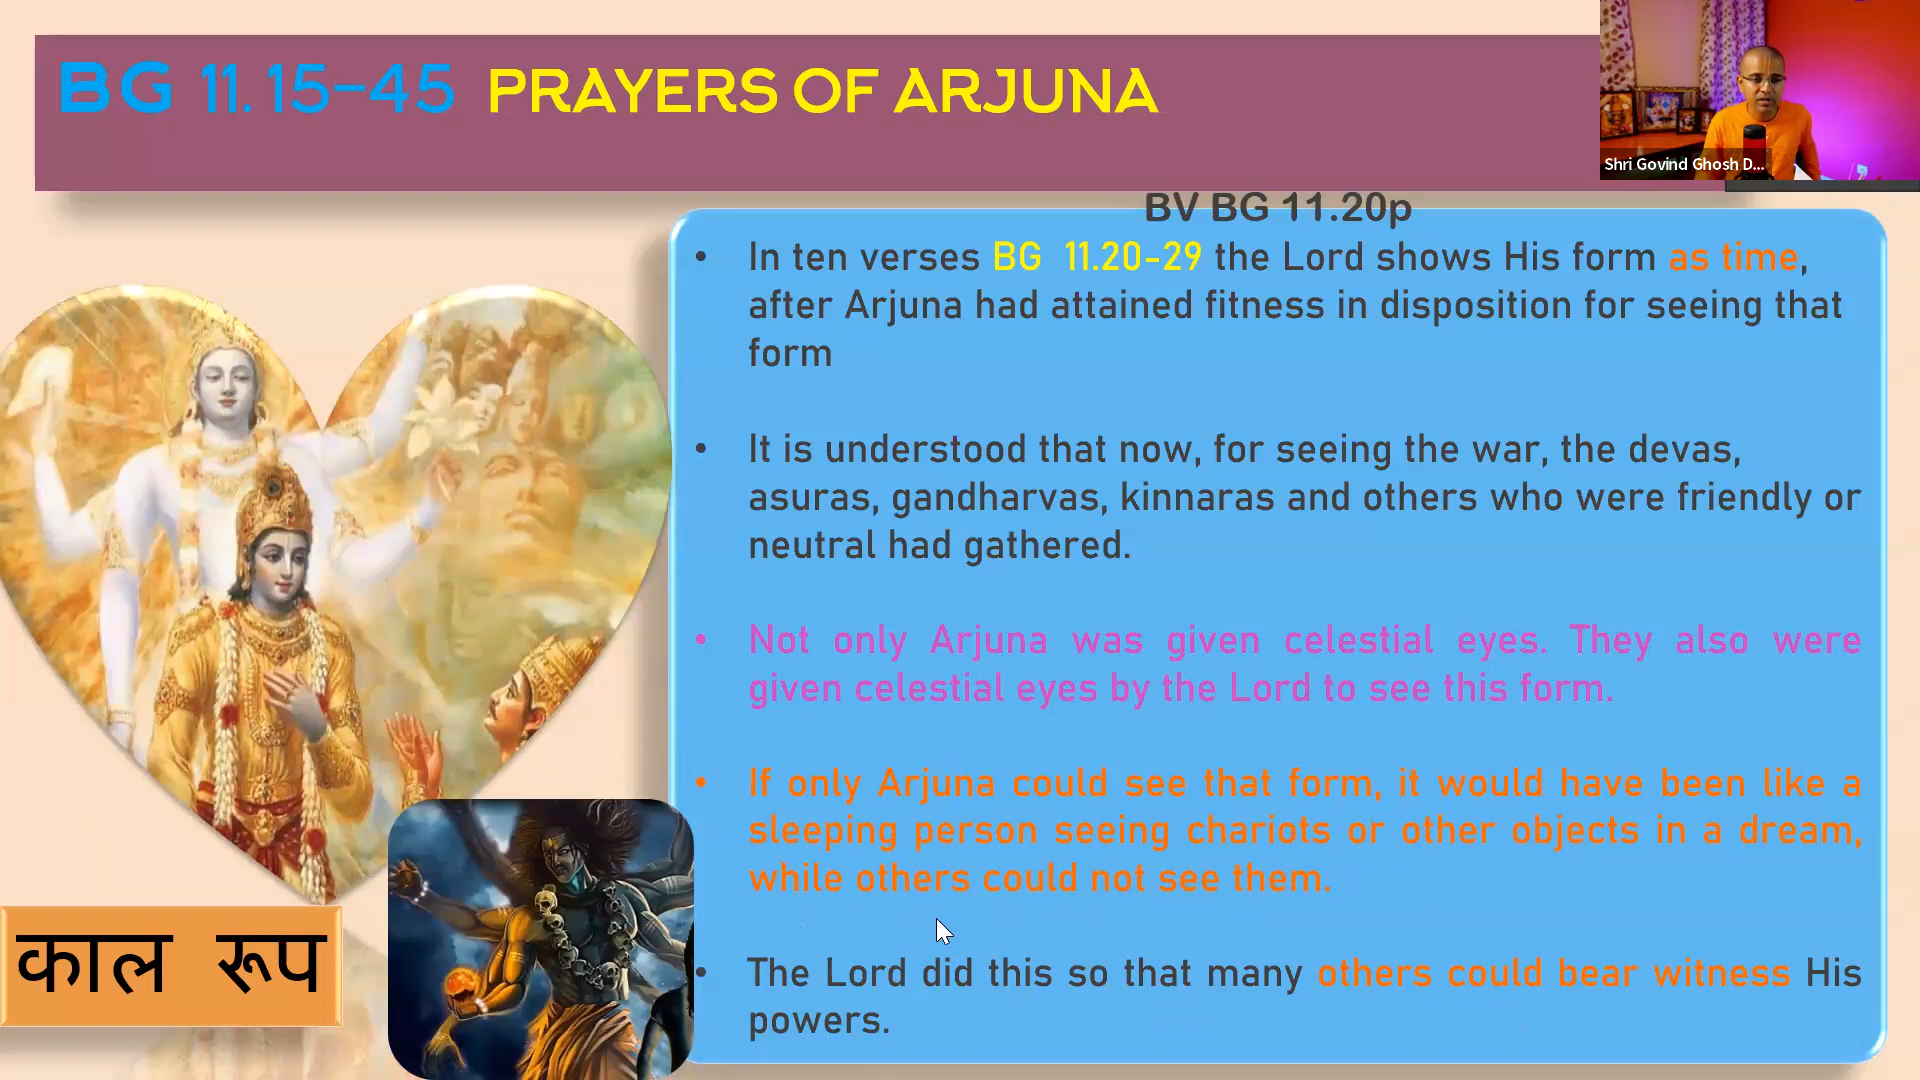 BG 11.15-45 PRAYERS OF ARJUNA
Shri Govind Ghosh D...
BV BG 11.20p
• In ten verses BG 11.20-29 the Lord shows His form as time,
after Arjuna had attained fitness in disposition for seeing that
form
• It is understood that now, for seeing the war, the devas,
asuras, gandharvas, kinnaras and others who were friendly or
neutral had gathered.
• Not only Arjuna was given celestial eyes. They also were
given celestial eyes by the Lord to see this form.
• If only Arjuna could see that form, it would have been like a
sleeping person seeing chariots or other objects in a dream,
while others could not see them.
• The Lord did this so that many others could bear witness His
powers.
काल रूप